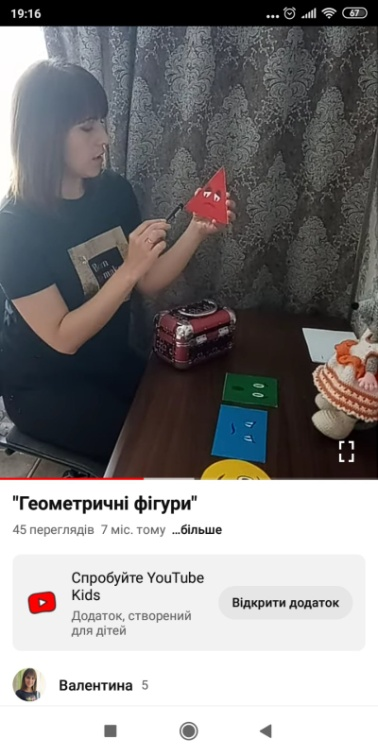 19:16
67
"Геометричні фігури"
45 переглядів 7 міс. тому ...більше
Спробуйте YouTube
Kids
Додаток, створений
для дітей
Відкрити додаток
Валентина 5